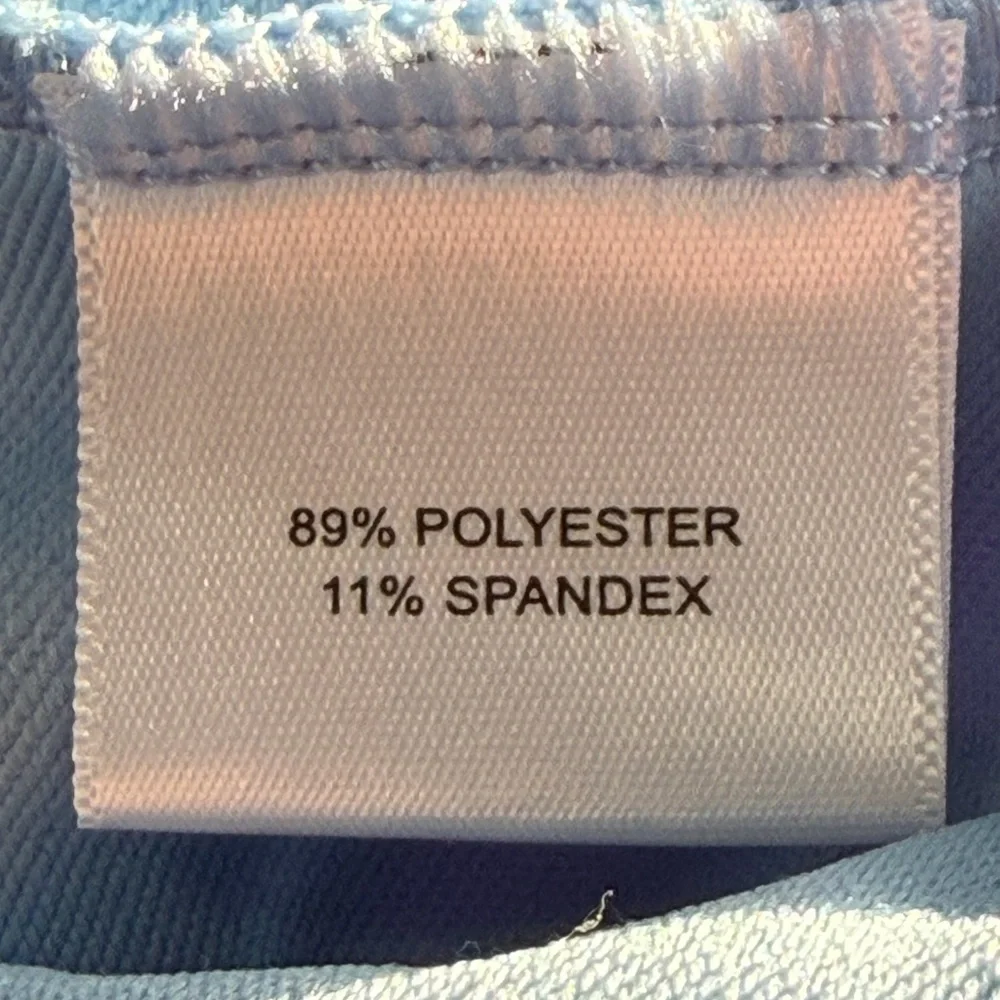 89% POLYESTER
11% SPANDEX